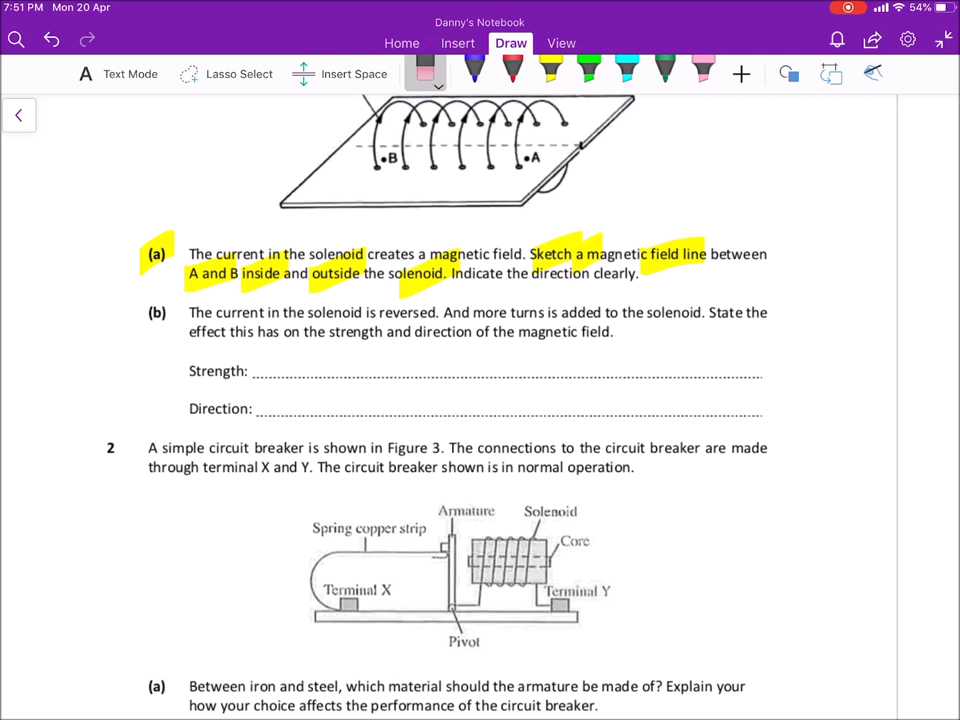 7:51 PM Mon 20 Apr
54%
Danny's Notebook
Home Insert Draw View
A Text Mode Lasso Select Insert Space
•B •A
(a) The current in the solenoid creates a magnetic field. Sketch a magnetic field line between
A and B inside and outside the solenoid. Indicate the direction clearly.
(b) The current in the solenoid is reversed. And more turns is added to the solenoid. State the
effect this has on the strength and direction of the magnetic field.
Strength:
Direction:
2 A simple circuit breaker is shown in Figure 3. The connections to the circuit breaker are made
through terminal X and Y. The circuit breaker shown is in normal operation.
Armature Solenoid
Spring copper strip
Core
Terminal X Terminal Y
Pivot
(a) Between iron and steel, which material should the armature be made of? Explain your
how your choice affects the performance of the circuit breaker.